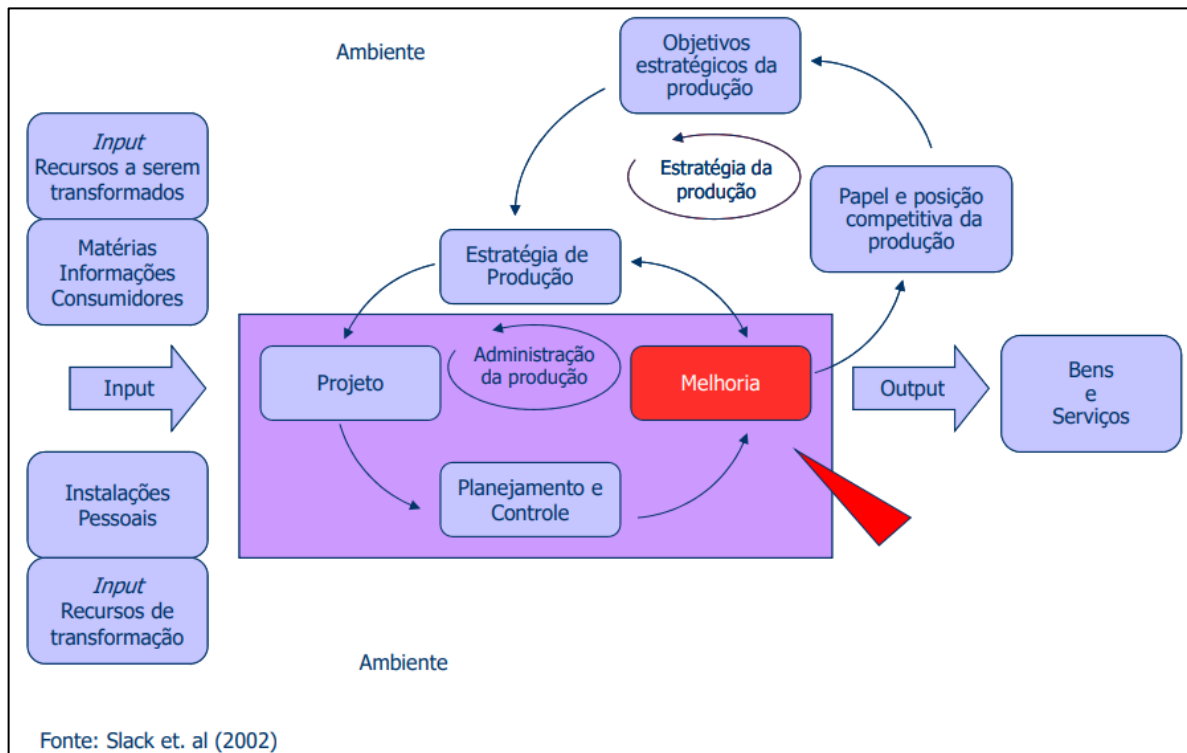 Ambiente
Objetivos
estratégicos da
produção
Input
Recursos a serem
transformados
Estratégia da
produção
Papel e posição
competitiva da
produção
Matérias
Informações
Consumidores
Estratégia de
Produção
Administração
da produção
Input
Projeto
Melhoria
Output
Bens
e
Serviços
Instalações
Pessoais
Planejamento e
Controle
Input
Recursos de
transformação
Ambiente
Fonte: Slack et. al (2002)